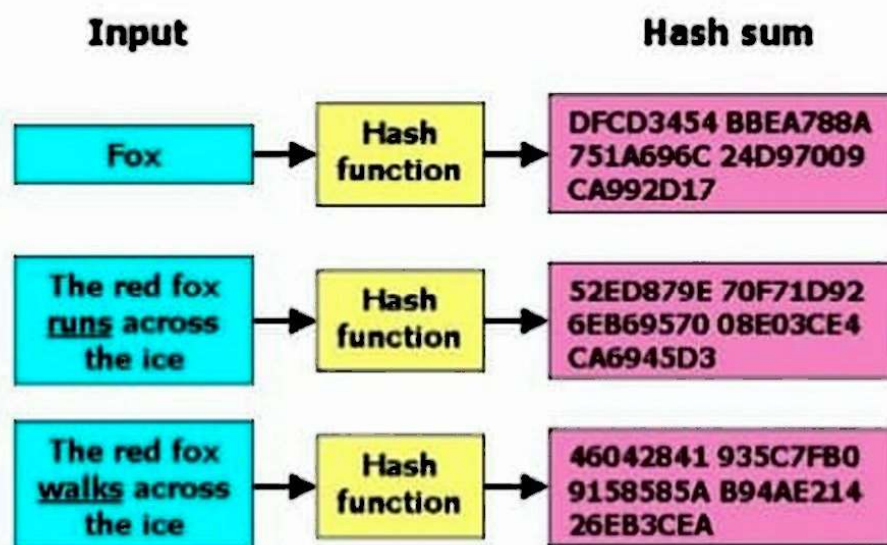 Input
Hash sum
Fox
Hash
function
DFCD3454 BBEA788A
751A696C 24D97009
CA992D17
The red fox
runs across
the ice
Hash
function
52ED879E 70F71D92
6EB69570 08E03CE4
CA6945D3
The red fox
walks across
the ice
Hash
function
46042841 935C7FB0
9158585A B94AE214
26EB3CEA